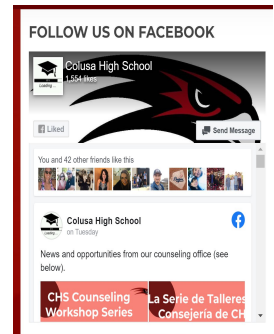 FOLLOW US ON FACEBOOK
Colusa High School
1,554 likes
Loading ...
Liked
Send Message
You and 42 other friends like this
Colusa High School
on Tuesday
Loading ...
News and opportunities from our counseling office (see
below).
CHS Counseling
Workshop Series
La Serie de Talleres
Consejería de CH